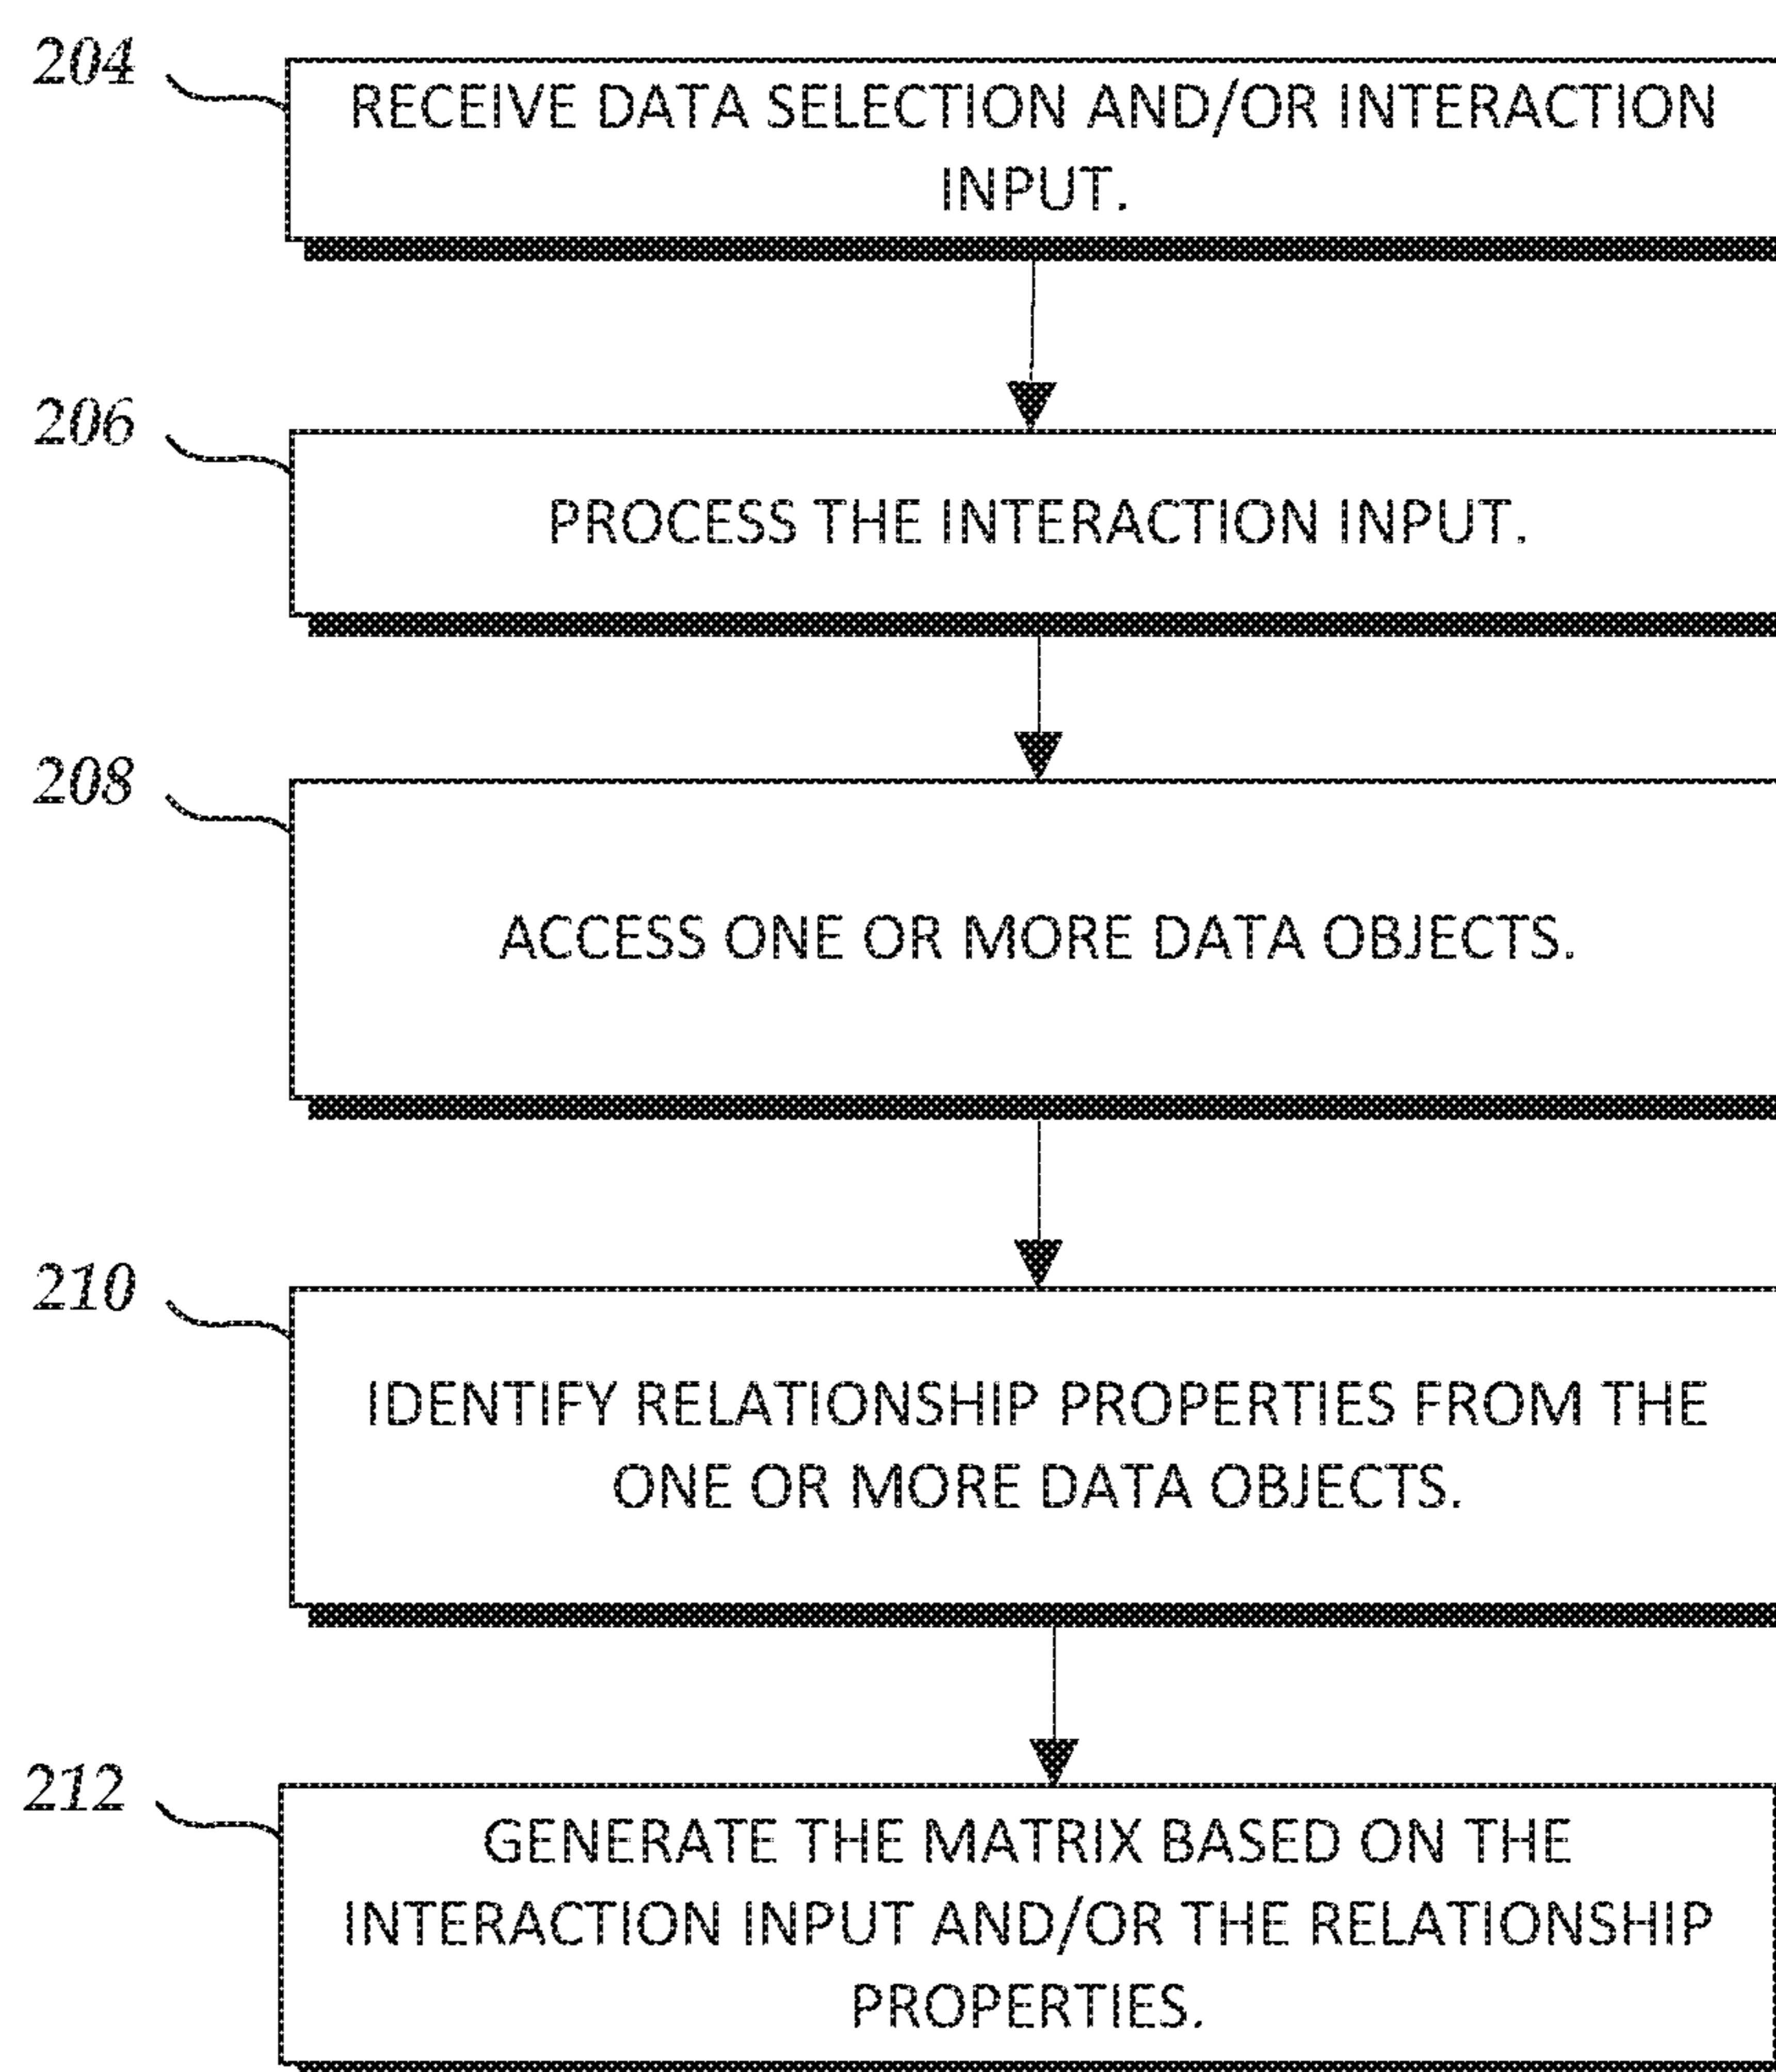 204
RECEIVE DATA SELECTION AND/OR INTERACTION
INPUT.
206
PROCESS THE INTERACTION INPUT.
208
ACCESS ONE OR MORE DATA OBJECTS.
210
IDENTIFY RELATIONSHIP PROPERTIES FROM THE
ONE OR MORE DATA OBJECTS.
212
GENERATE THE MATRIX BASED ON THE
INTERACTION INPUT AND/OR THE RELATIONSHIP
PROPERTIES.